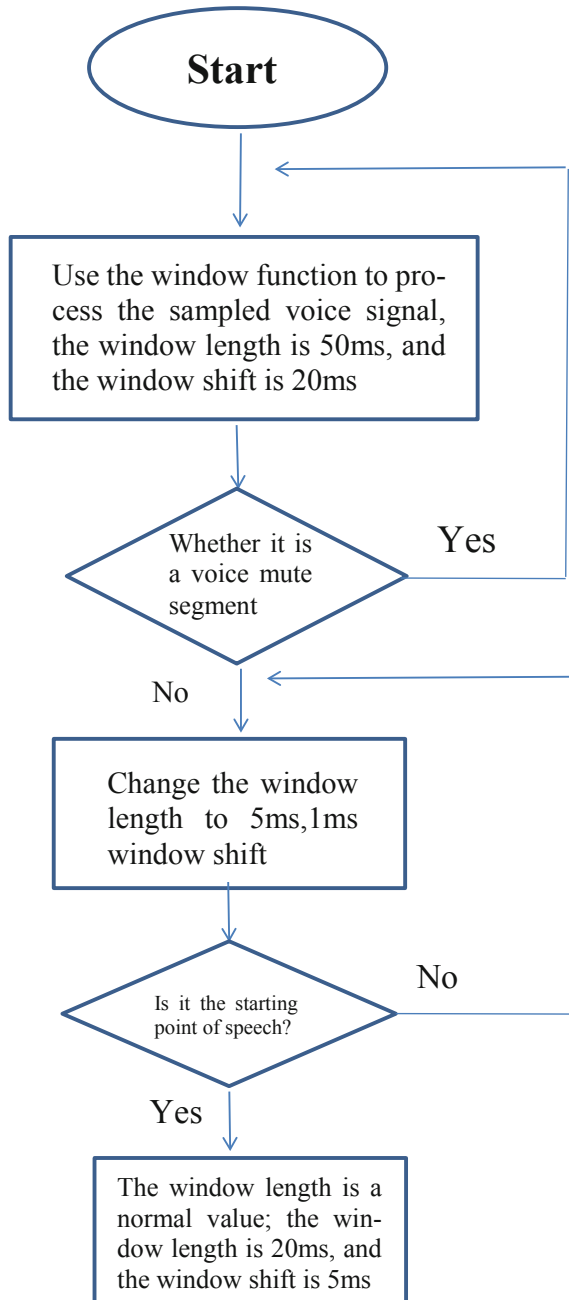 Start
Use the window function to pro-
cess the sampled voice signal,
the window length is 50ms, and
the window shift is 20ms
Whether it is
a voice mute
segment
Yes
No
Change the window
length to 5ms,1ms
window shift
Is it the starting
point of speech?
No
Yes
The window length is a
normal value; the win-
dow length is 20ms, and
the window shift is 5ms